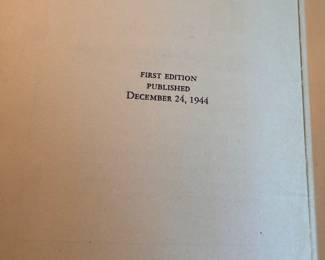 FIRST EDITION
PUBLISHED
DECEMBER 24, 1944